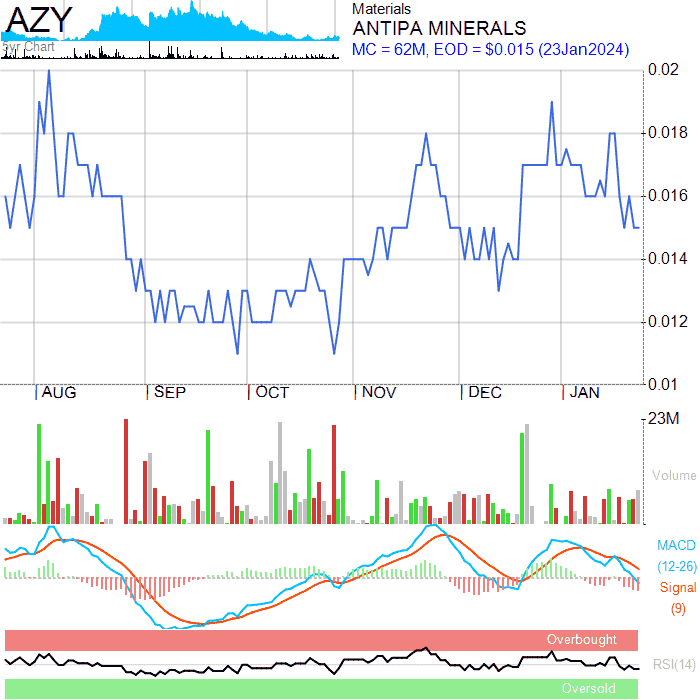 AZY
5yr Chart
Materials
ANTIPA MINERALS
MC = 62M, EOD = $0.015 (23Jan2024)
0.02
0.018
0.016
0.014
0.012
0.01
AUG SEP OCT NOV DEC JAN
23M
Volume
MACD
(12-26)
Signal
(9)
Overbought
RSI(14)
Oversold